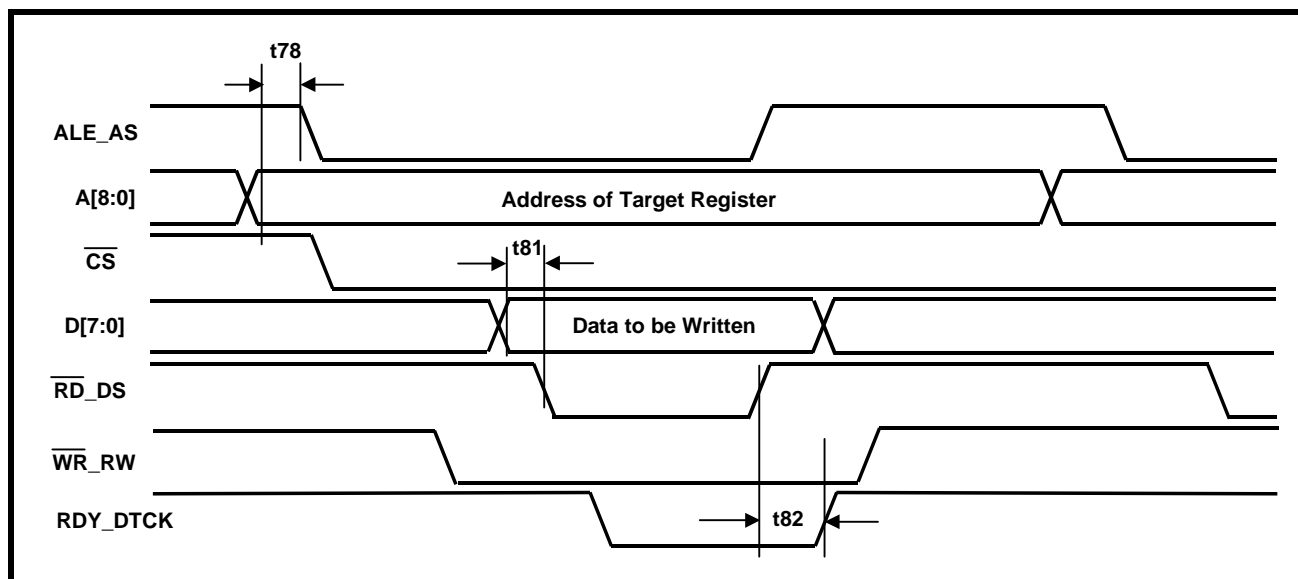 t78
ALE_AS
A[8:0]
Address of Target Register
CS
t81
D[7:0]
Data to be Written
RD_DS
WR_RW
RDY_DTCK
t82